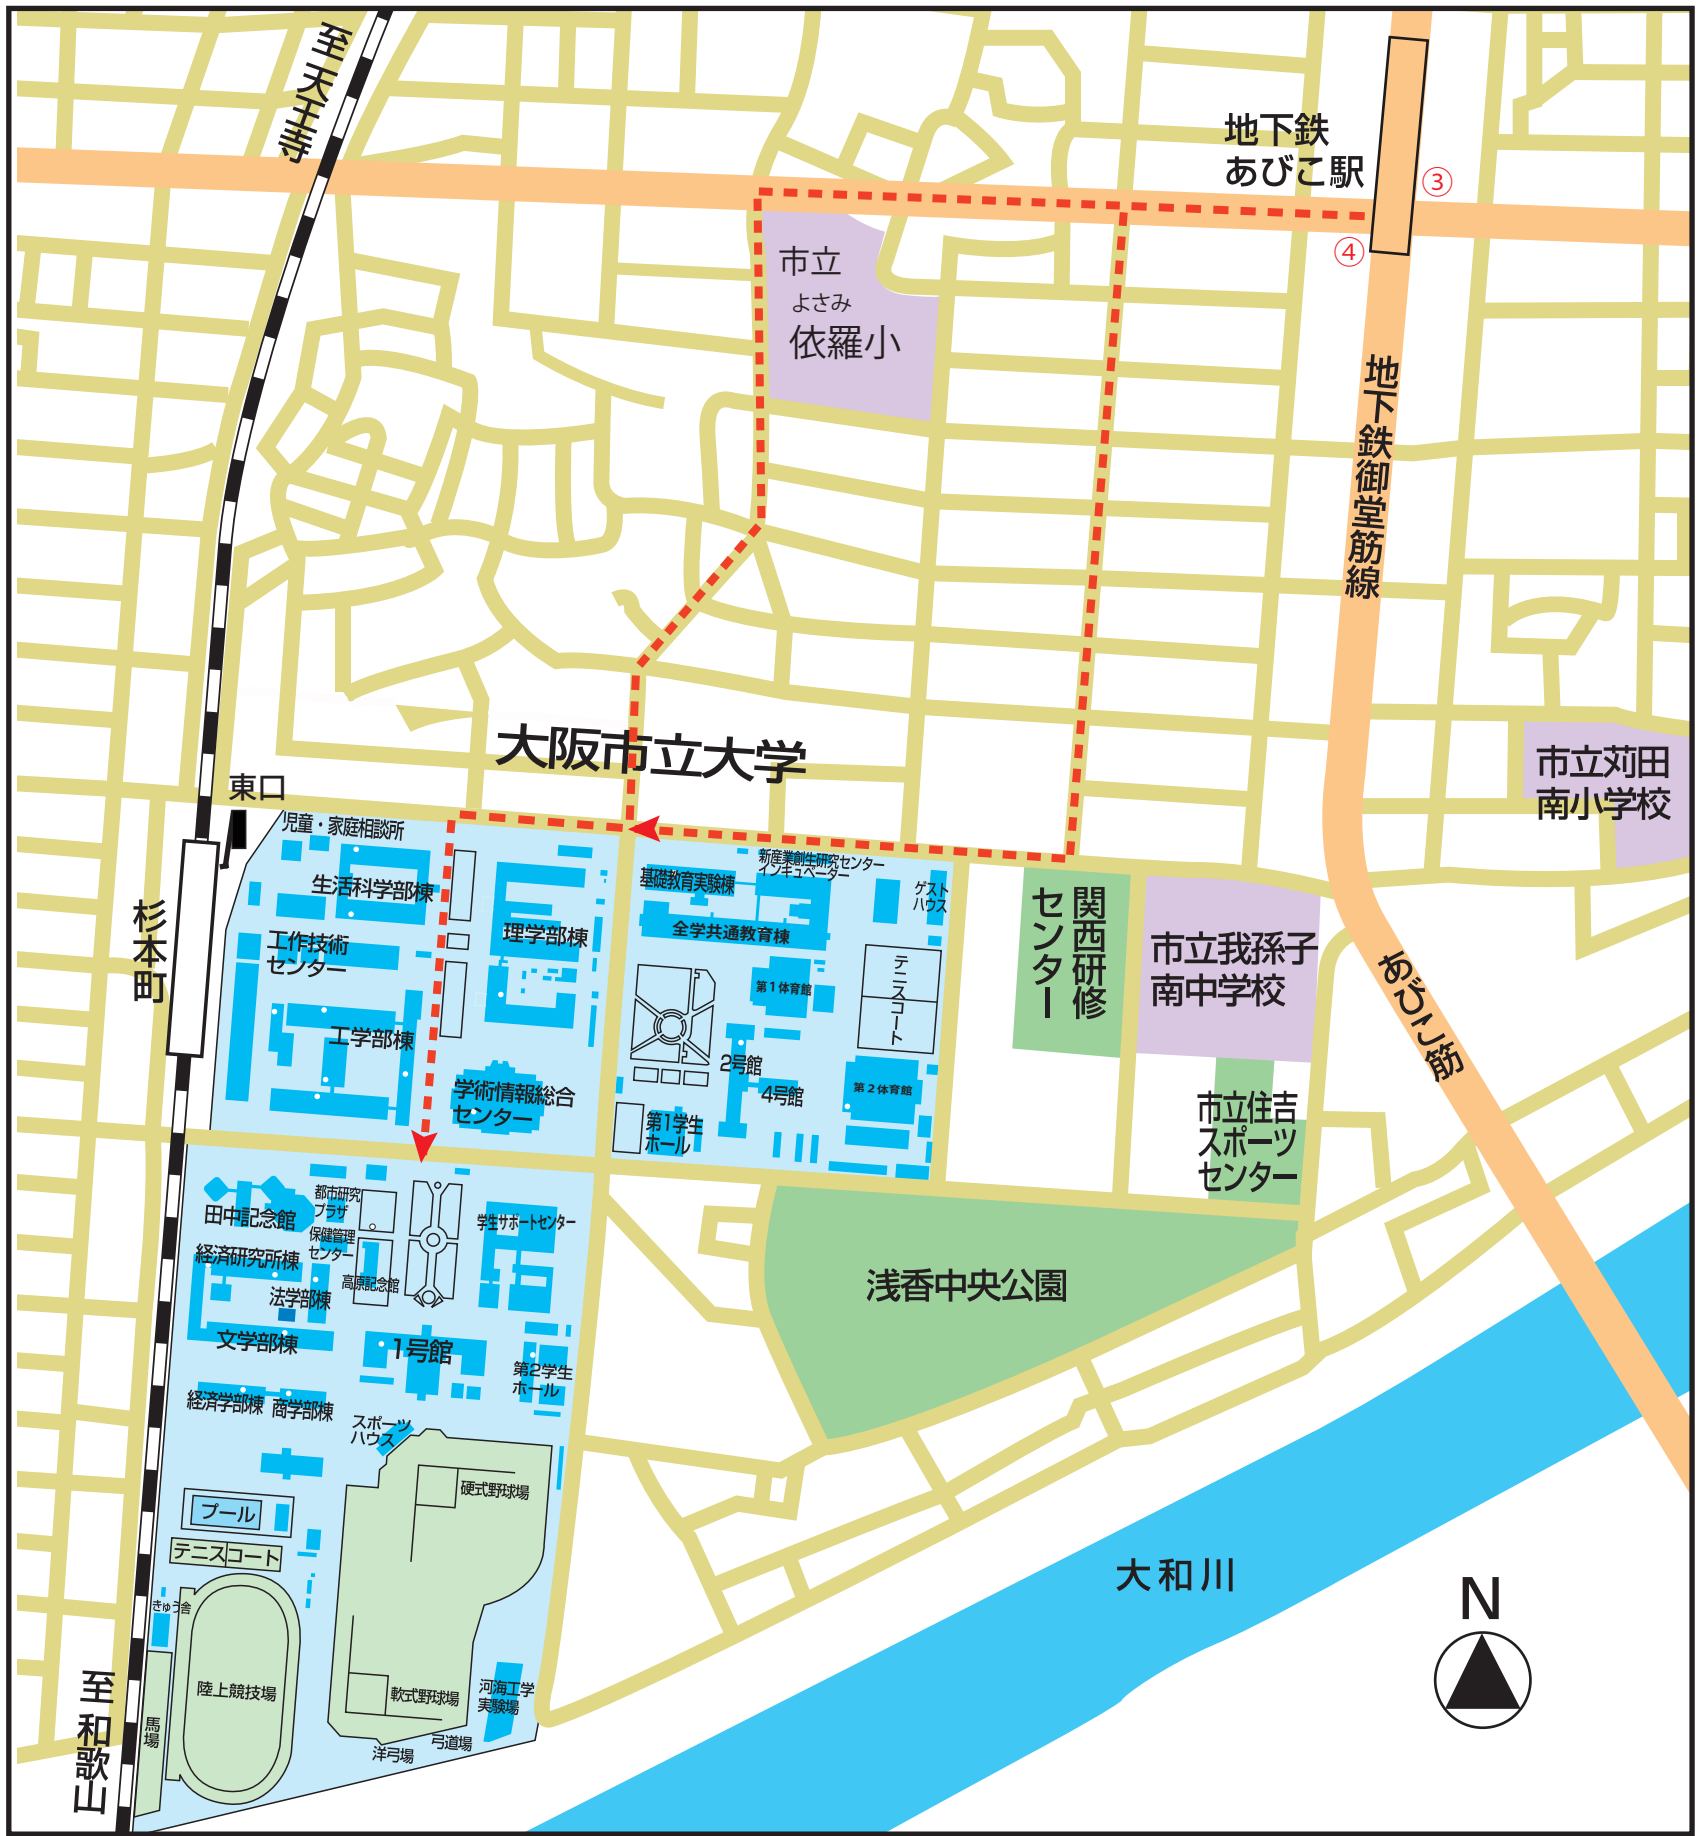 至 天王寺
地下鉄
あびこ駅
③
④
市立
よさみ
依羅小
地下鉄御堂筋線
大阪市立大学
市立苅田
南小学校
東口
児童・家庭相談所
生活科学部棟
工作技術
センター
工学部棟
理学部棟
学術情報総合
センター
基礎教育実験棟
新産業創生研究センター
インキュベーター
ゲスト
ハウス
全学共通教育棟
第1体育館
テニスコート
2号館
4号館
第2体育館
第1学生
ホール
関西研修
センター
市立我孫子
南中学校
あびこ筋
市立住吉
スポーツ
センター
杉本町
田中記念館
都市研究
プラザ
保健管理
センター
学生サポートセンター
経済研究所棟
高原記念館
法学部棟
文学部棟
1号館
第2学生
ホール
経済学部棟
商学部棟
スポーツ
ハウス
浅香中央公園
硬式野球場
プール
テニスコート
きゅう舎
陸上競技場
軟式野球場
河海工学
実験場
馬場
洋弓場
弓道場
至 和歌山
大和川
N